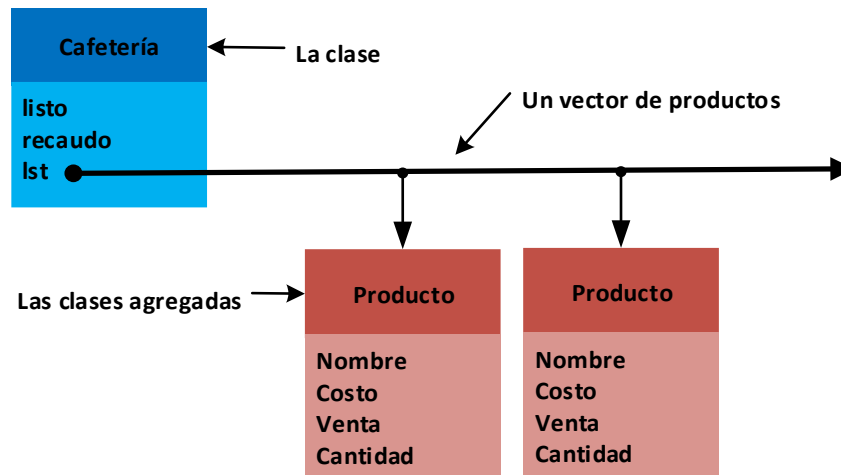 Cafetería
La clase
listo
recaudo
lst
Un vector de productos
Las clases agregadas
Producto
Nombre
Costo
Venta
Cantidad
Producto
Nombre
Costo
Venta
Cantidad